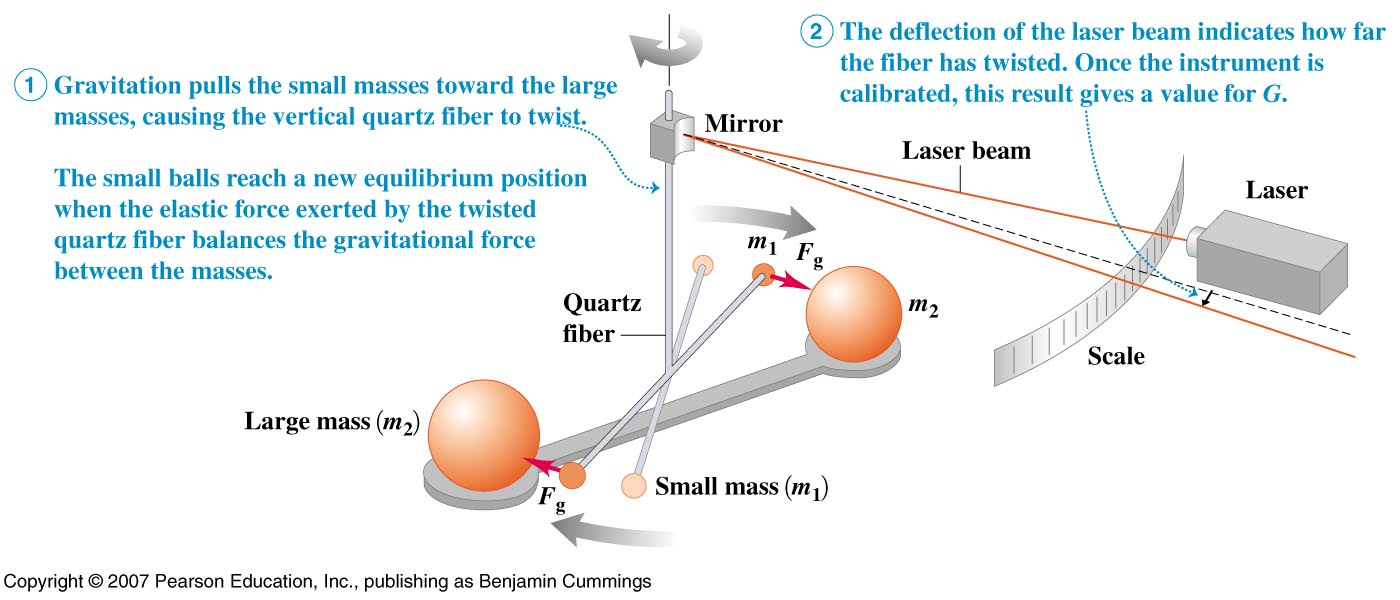 1 Gravitation pulls the small masses toward the large
masses, causing the vertical quartz fiber to twist.
The small balls reach a new equilibrium position
when the elastic force exerted by the twisted
quartz fiber balances the gravitational force
between the masses.
2 The deflection of the laser beam indicates how far
the fiber has twisted. Once the instrument is
calibrated, this result gives a value for G.
Mirror
Laser beam
Laser
m1 Fg
Quartz
fiber
m2
Scale
Large mass (m2)
Fg
Small mass (m1)
Copyright © 2007 Pearson Education, Inc., publishing as Benjamin Cummings